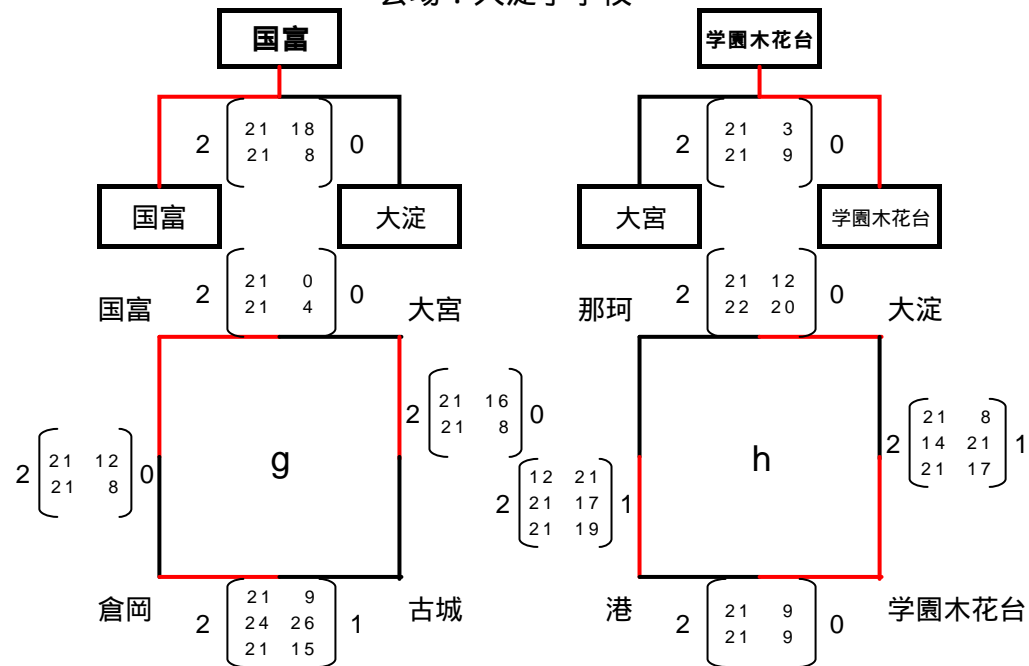 国富 学園木花台
2 21 18 0 2 21 3 0
21 8 21 9
国富 大淀 大宮 学園木花台
国富 2 21 0 0 大宮 那珂 2 21 12 0 大淀
21 4 22 20
2 21 16 0
21 8
2 21 8 1
14 21
21 17
2 21 12 0
21 8
g
h
2 12 21 1
21 17
21 19
倉岡 2 21 9 1 古城
24 26
21 15
港 2 21 9 0 学園木花台
21 9